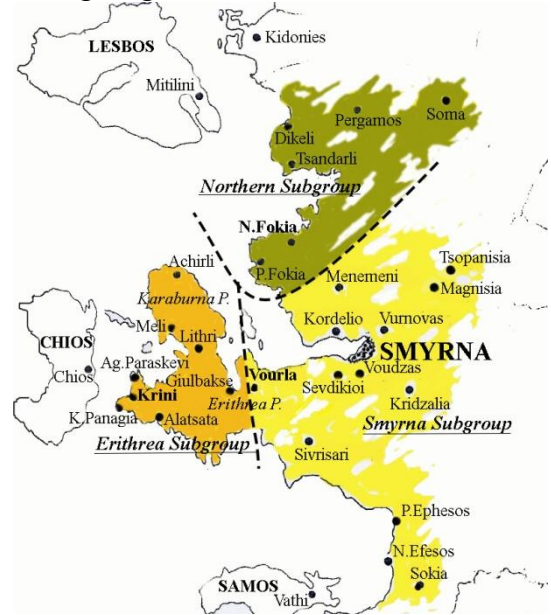 LESBOS
Kidonies
Mitilini
Pergamos
Soma
Dikeli
Tsandarli
Northern Subgroup
N.Fokia
P.Fokia
Achirli
Menemeni
Tsopanisia
Magnisia
Karaburna P.
Meli
Kordelio
Vurnovas
Lithri
CHIOS
SMYRNA
Chios
Ag.Paraskevi
Giulbakse
Vourla
Voudzas
Sevdikioi
Krini
Erithrea P.
Kridzalia
K.Panagia
Alatsata
Smyrna Subgroup
Erithrea Subgroup
Sivrisari
P.Ephesos
N.Efesos
Sokia
SAMOS
Vathi